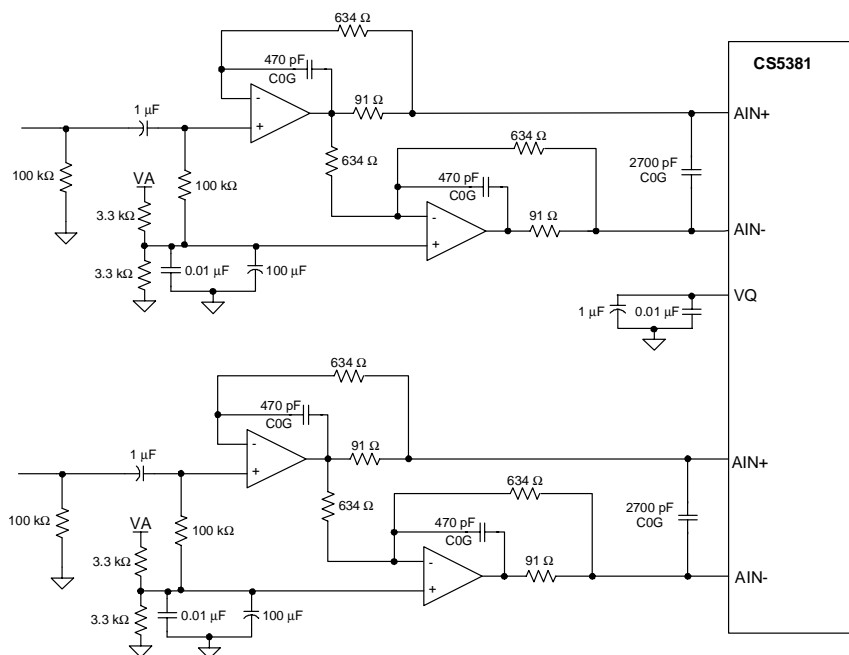 634 Ω
470 pF
C0G
CS5381
1 µF
-
+
91 Ω
AIN+
634 Ω
634 Ω
100 kΩ
VA
100 kΩ
470 pF
C0G
2700 pF
C0G
3.3 kΩ
-
+
91 Ω
AIN-
3.3 kΩ
0.01 µF
100 µF
VQ
1 µF
0.01 µF
634 Ω
470 pF
C0G
1 µF
-
+
91 Ω
AIN+
634 Ω
634 Ω
100 kΩ
VA
100 kΩ
470 pF
C0G
2700 pF
C0G
3.3 kΩ
-
+
91 Ω
AIN-
3.3 kΩ
0.01 µF
100 µF